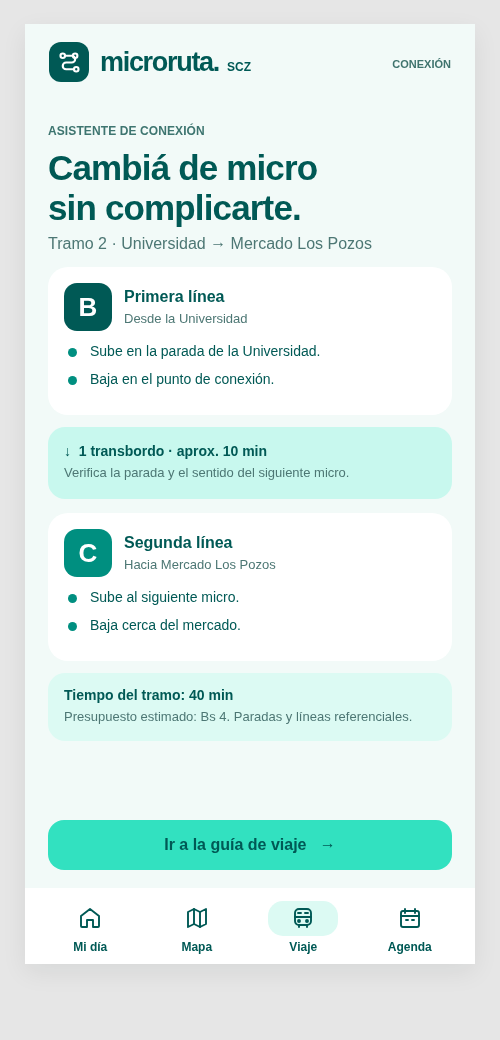 microruta. SCZ
CONEXIÓN
ASISTENTE DE CONEXIÓN
Cambiá de micro
sin complicarte.
Tramo 2 · Universidad → Mercado Los Pozos
B
Primera línea
Desde la Universidad
Sube en la parada de la Universidad.
Baja en el punto de conexión.
↓ 1 transbordo · aprox. 10 min
Verifica la parada y el sentido del siguiente micro.
C
Segunda línea
Hacia Mercado Los Pozos
Sube al siguiente micro.
Baja cerca del mercado.
Tiempo del tramo: 40 min
Presupuesto estimado: Bs 4. Paradas y líneas referenciales.
Ir a la guía de viaje →
Mi día
Mapa
Viaje
Agenda